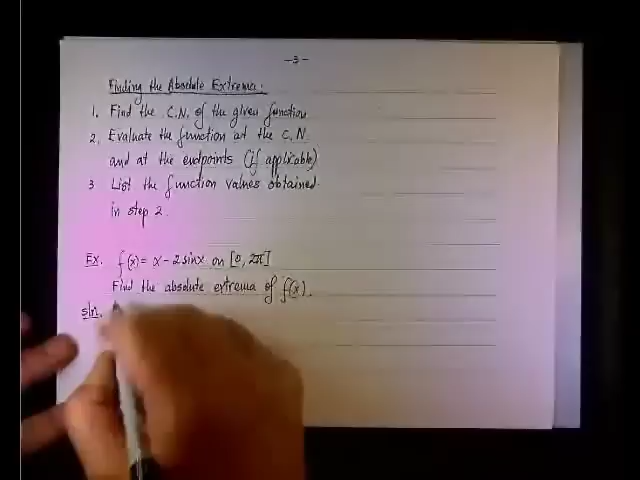 -3-
Finding the Absolute Extrema:
1. Find the C.N. of the given function
2. Evaluate the function at the C.N.
and at the endpoints (if applicable)
3 List the function values obtained
in step 2.
Ex. f(x)= x - 2 sinx on [0, 2π]
Find the absolute extrema of f(x).
Sln.